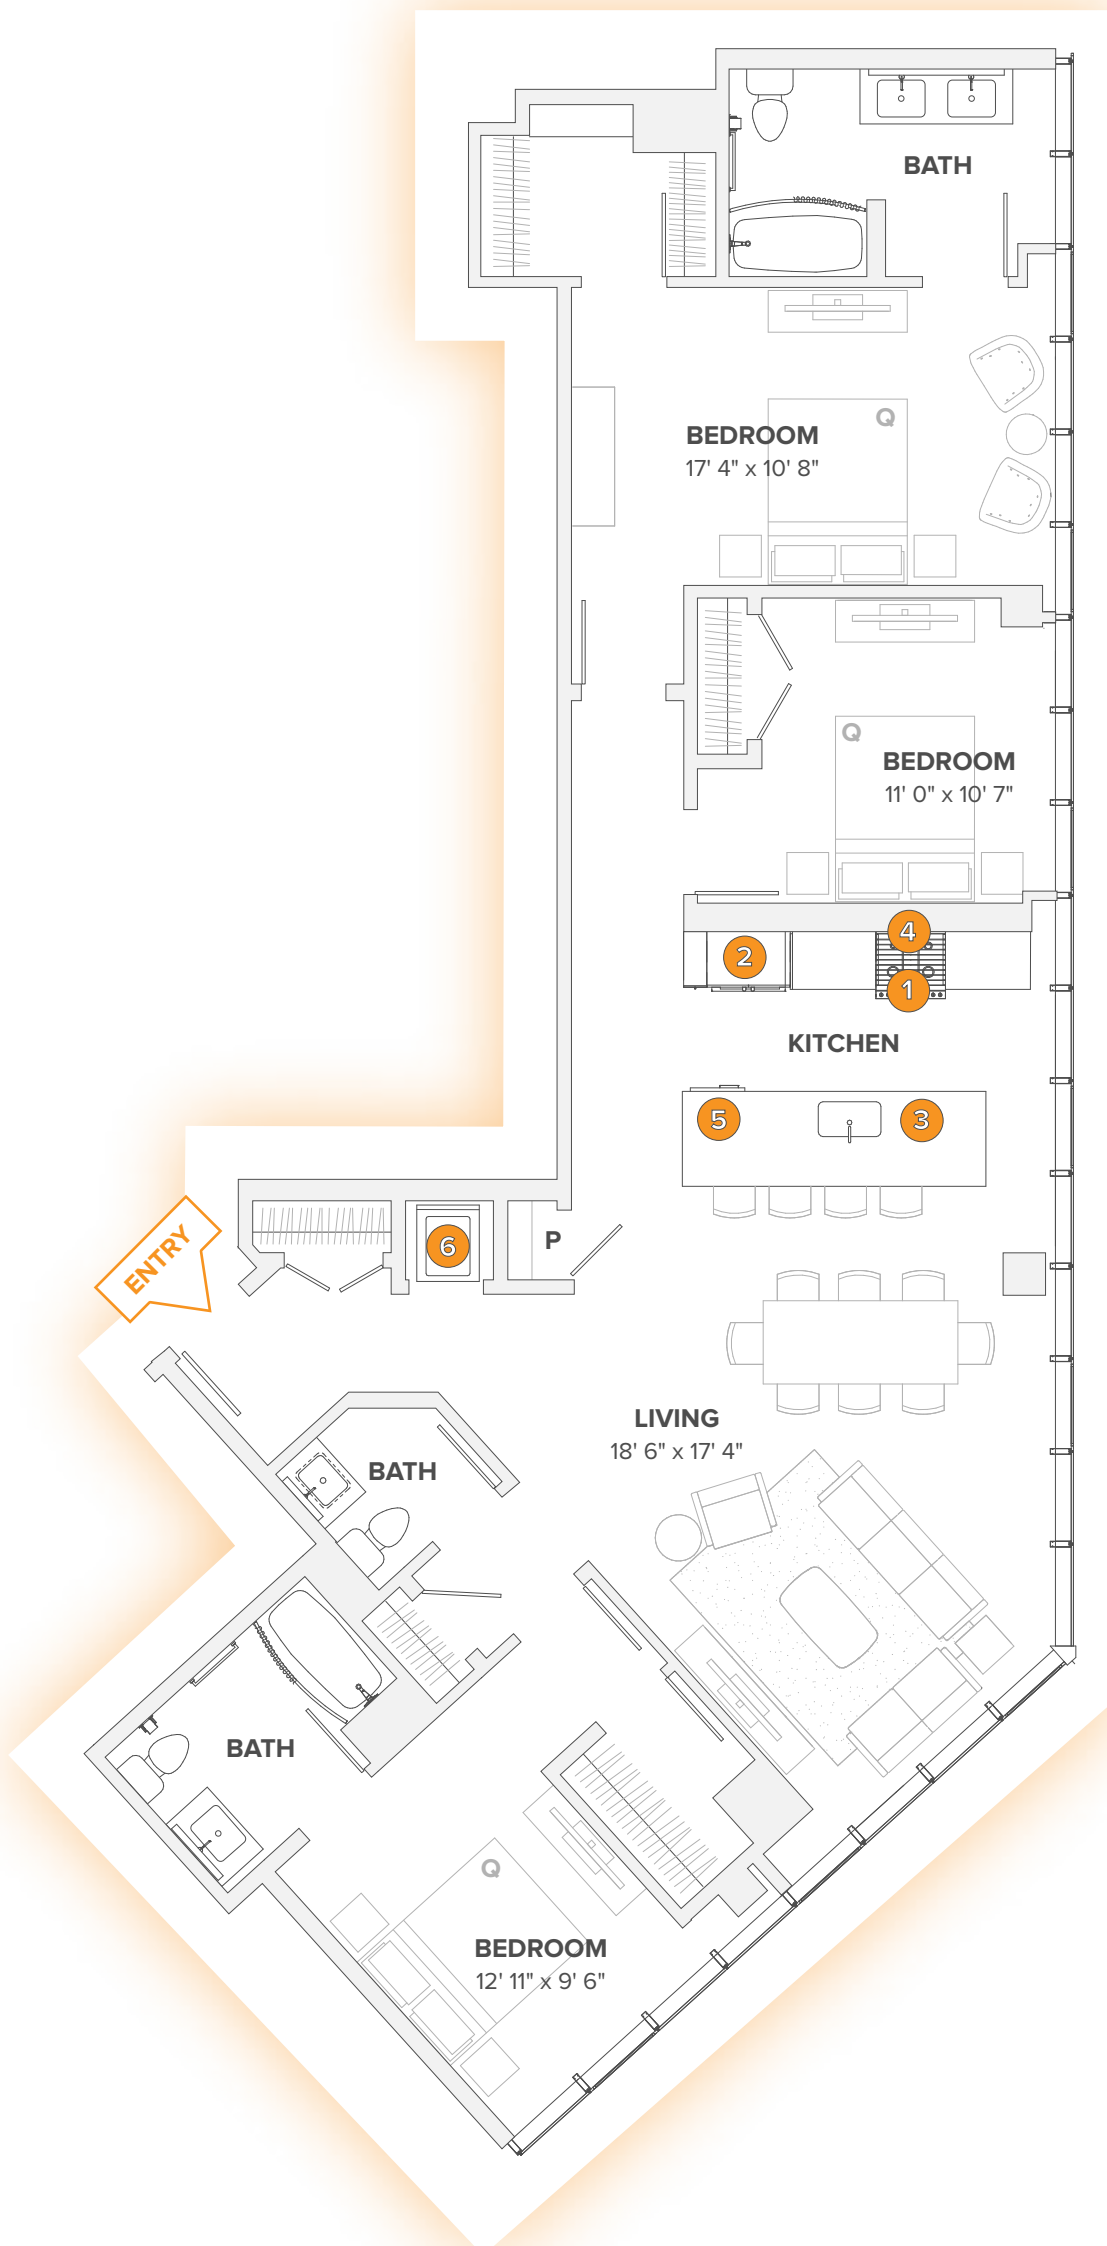 BATH
Q
BEDROOM
17' 4" x 10' 8"
Q
BEDROOM
11' 0" x 10' 7"
4
2
1
KITCHEN
5
3
ENTRY
6
P
LIVING
18' 6" x 17' 4"
BATH
BATH
Q
BEDROOM
12' 11" x 9' 6"